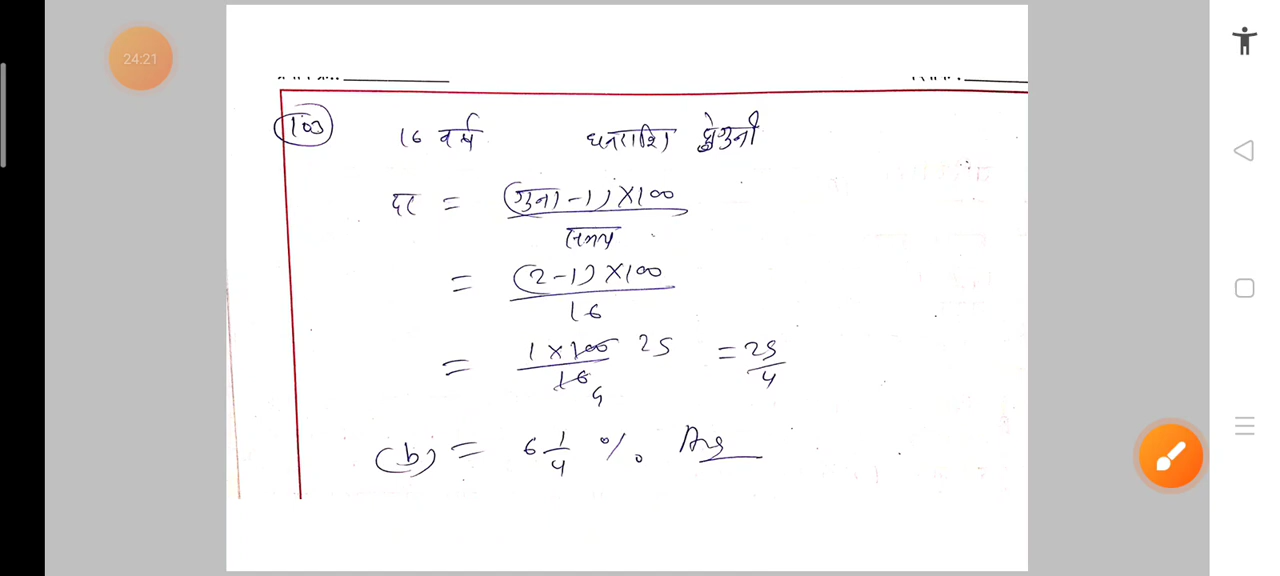 24:21
103 16 वर्ष धनराशि दोगुनी
दर = (गुना - 1) × 100 / समय
= (2 - 1) × 100 / 16
= 1 × 100 25 / 16 4 = 25/4
(b) = 6 1/4 % Ans